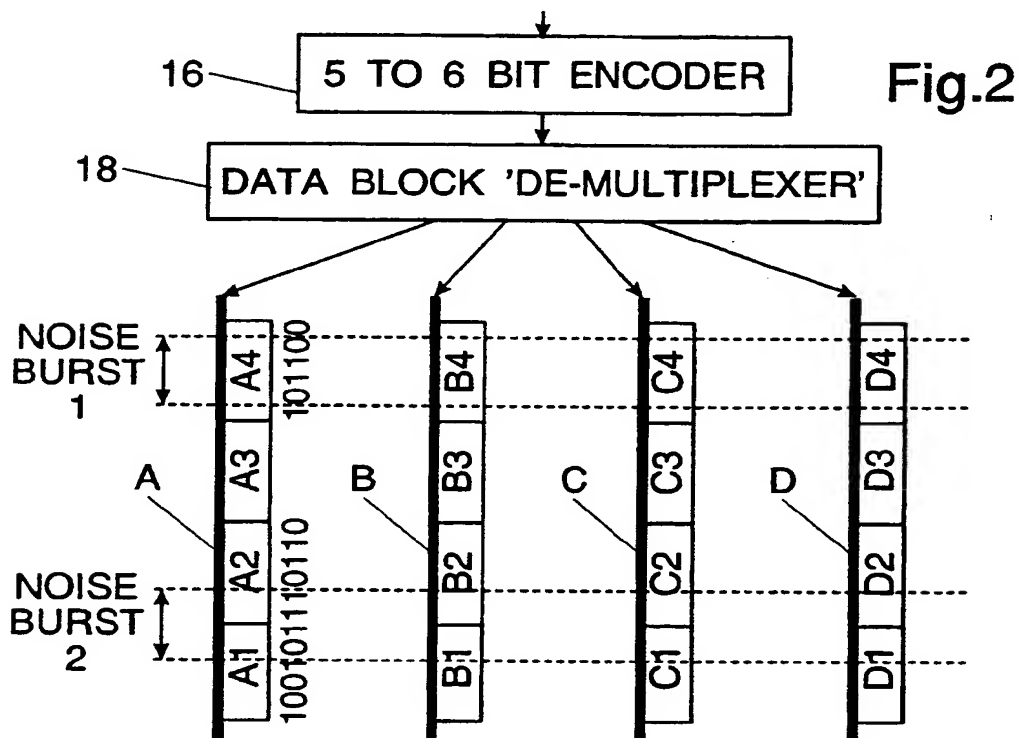 5 TO 6 BIT ENCODER
16
Fig.2
18
DATA BLOCK 'DE-MULTIPLEXER'
NOISE
BURST
1
A4
101100
B4
C4
D4
A
A3
B
B3
C
C3
D
D3
NOISE
BURST
2
A2
B2
C2
D2
100101110110
A1
B1
C1
D1